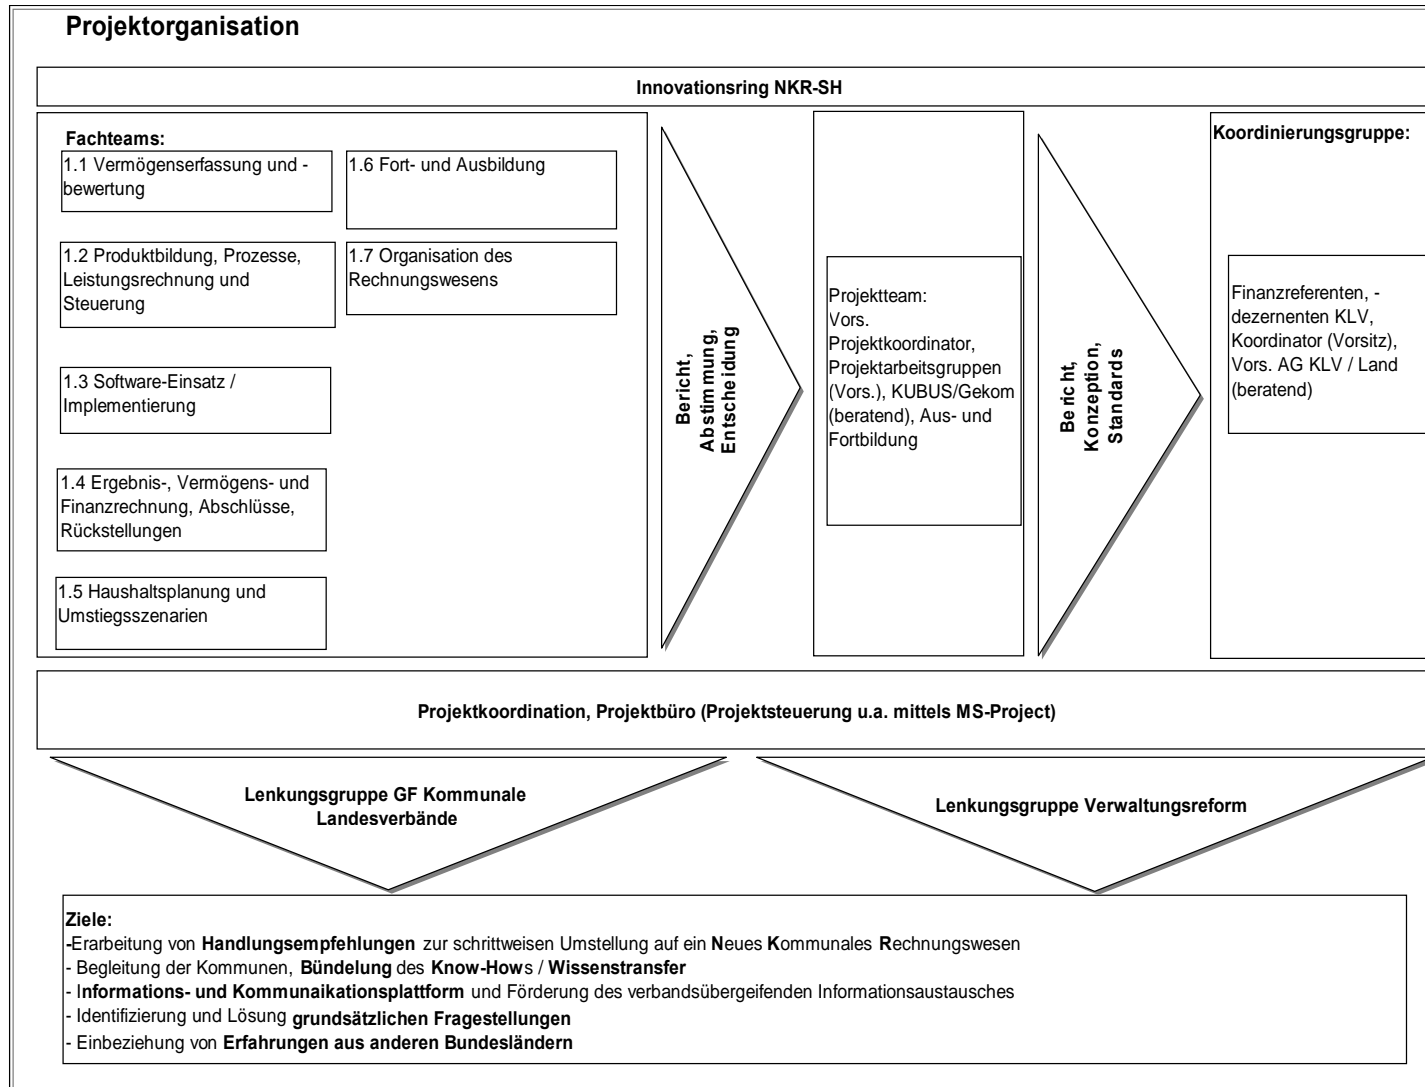 Projektorganisation
Innovationsring NKR-SH
Fachteams:
1.1 Vermögenserfassung und -
bewertung
1.2 Produktbildung, Prozesse,
Leistungsrechnung und
Steuerung
1.3 Software-Einsatz /
Implementierung
1.4 Ergebnis-, Vermögens- und
Finanzrechnung, Abschlüsse,
Rückstellungen
1.5 Haushaltsplanung und
Umstiegsszenarien
1.6 Fort- und Ausbildung
1.7 Organisation des
Rechnungswesens
Bericht,
Abstimmung,
Entscheidung
Projektteam:
Vors.
Projektkoordinator,
Projektarbeitsgruppen
(Vors.), KUBUS/Gekom
(beratend), Aus- und
Fortbildung
Bericht,
Konzeption,
Standards
Koordinierungsgruppe:
Finanzreferenten, -
dezernenten KLV,
Koordinator (Vorsitz),
Vors. AG KLV / Land
(beratend)
Projektkoordination, Projektbüro (Projektsteuerung u.a. mittels MS-Project)
Lenkungsgruppe GF Kommunale
Landesverbände
Lenkungsgruppe Verwaltungsreform
Ziele:
-Erarbeitung von Handlungsempfehlungen zur schrittweisen Umstellung auf ein Neues Kommunales Rechnungswesen
- Begleitung der Kommunen, Bündelung des Know-Hows / Wissenstransfer
- Informations- und Kommunaikationsplattform und Förderung des verbandsübergeifenden Informationsaustausches
- Identifizierung und Lösung grundsätzlichen Fragestellungen
- Einbeziehung von Erfahrungen aus anderen Bundesländern